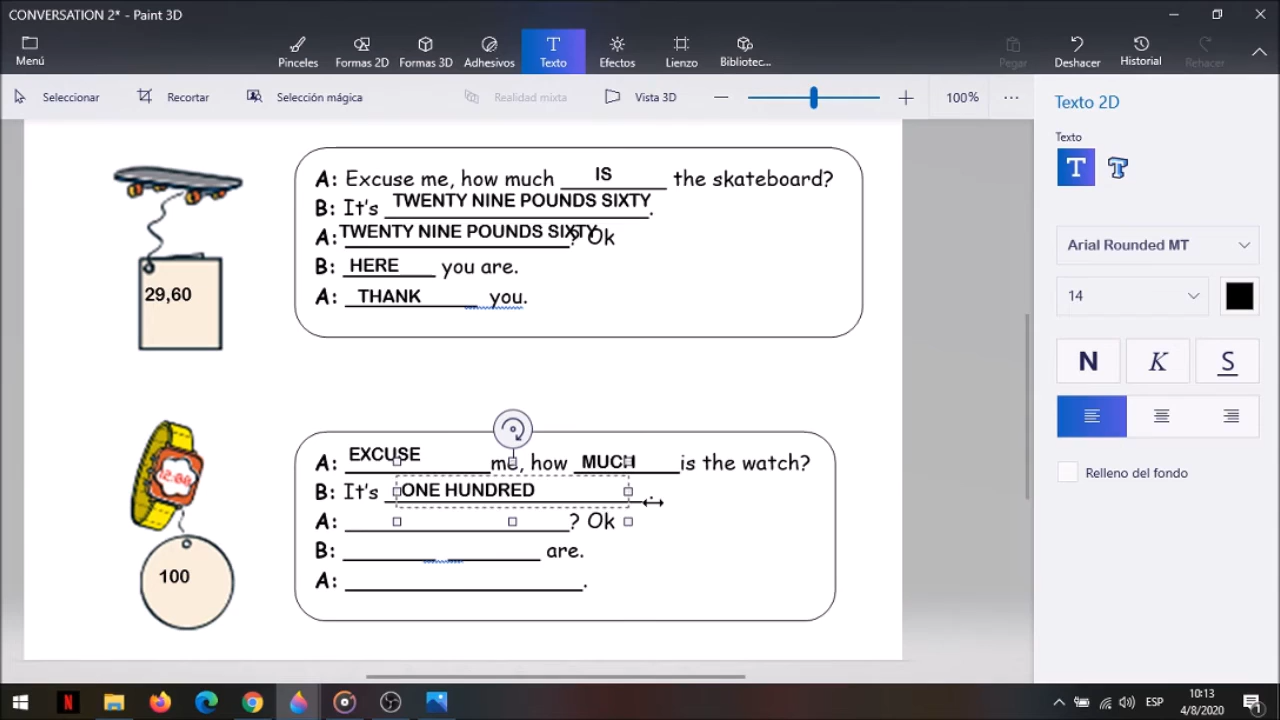 CONVERSATION 2* - Paint 3D
Menú
Pinceles
Formas 2D
Formas 3D
Adhesivos
Texto
Efectos
Lienzo
Bibliotec...
Pegar
Deshacer
Historial
Rehacer
Seleccionar
Recortar
Selección mágica
Realidad mixta
Vista 3D
100%
Texto 2D
Texto
Arial Rounded MT
14
N K S
Relleno del fondo
29,60
A: Excuse me, how much IS the skateboard?
B: It's TWENTY NINE POUNDS SIXTY.
A: TWENTY NINE POUNDS SIXTY? Ok
B: HERE you are.
A: THANK you.
12:00
100
A: EXCUSE me, how MUCH is the watch?
B: It's ONE HUNDRED .
A: ? Ok
B: are.
A: .
ESP
10:13
4/8/2020
1